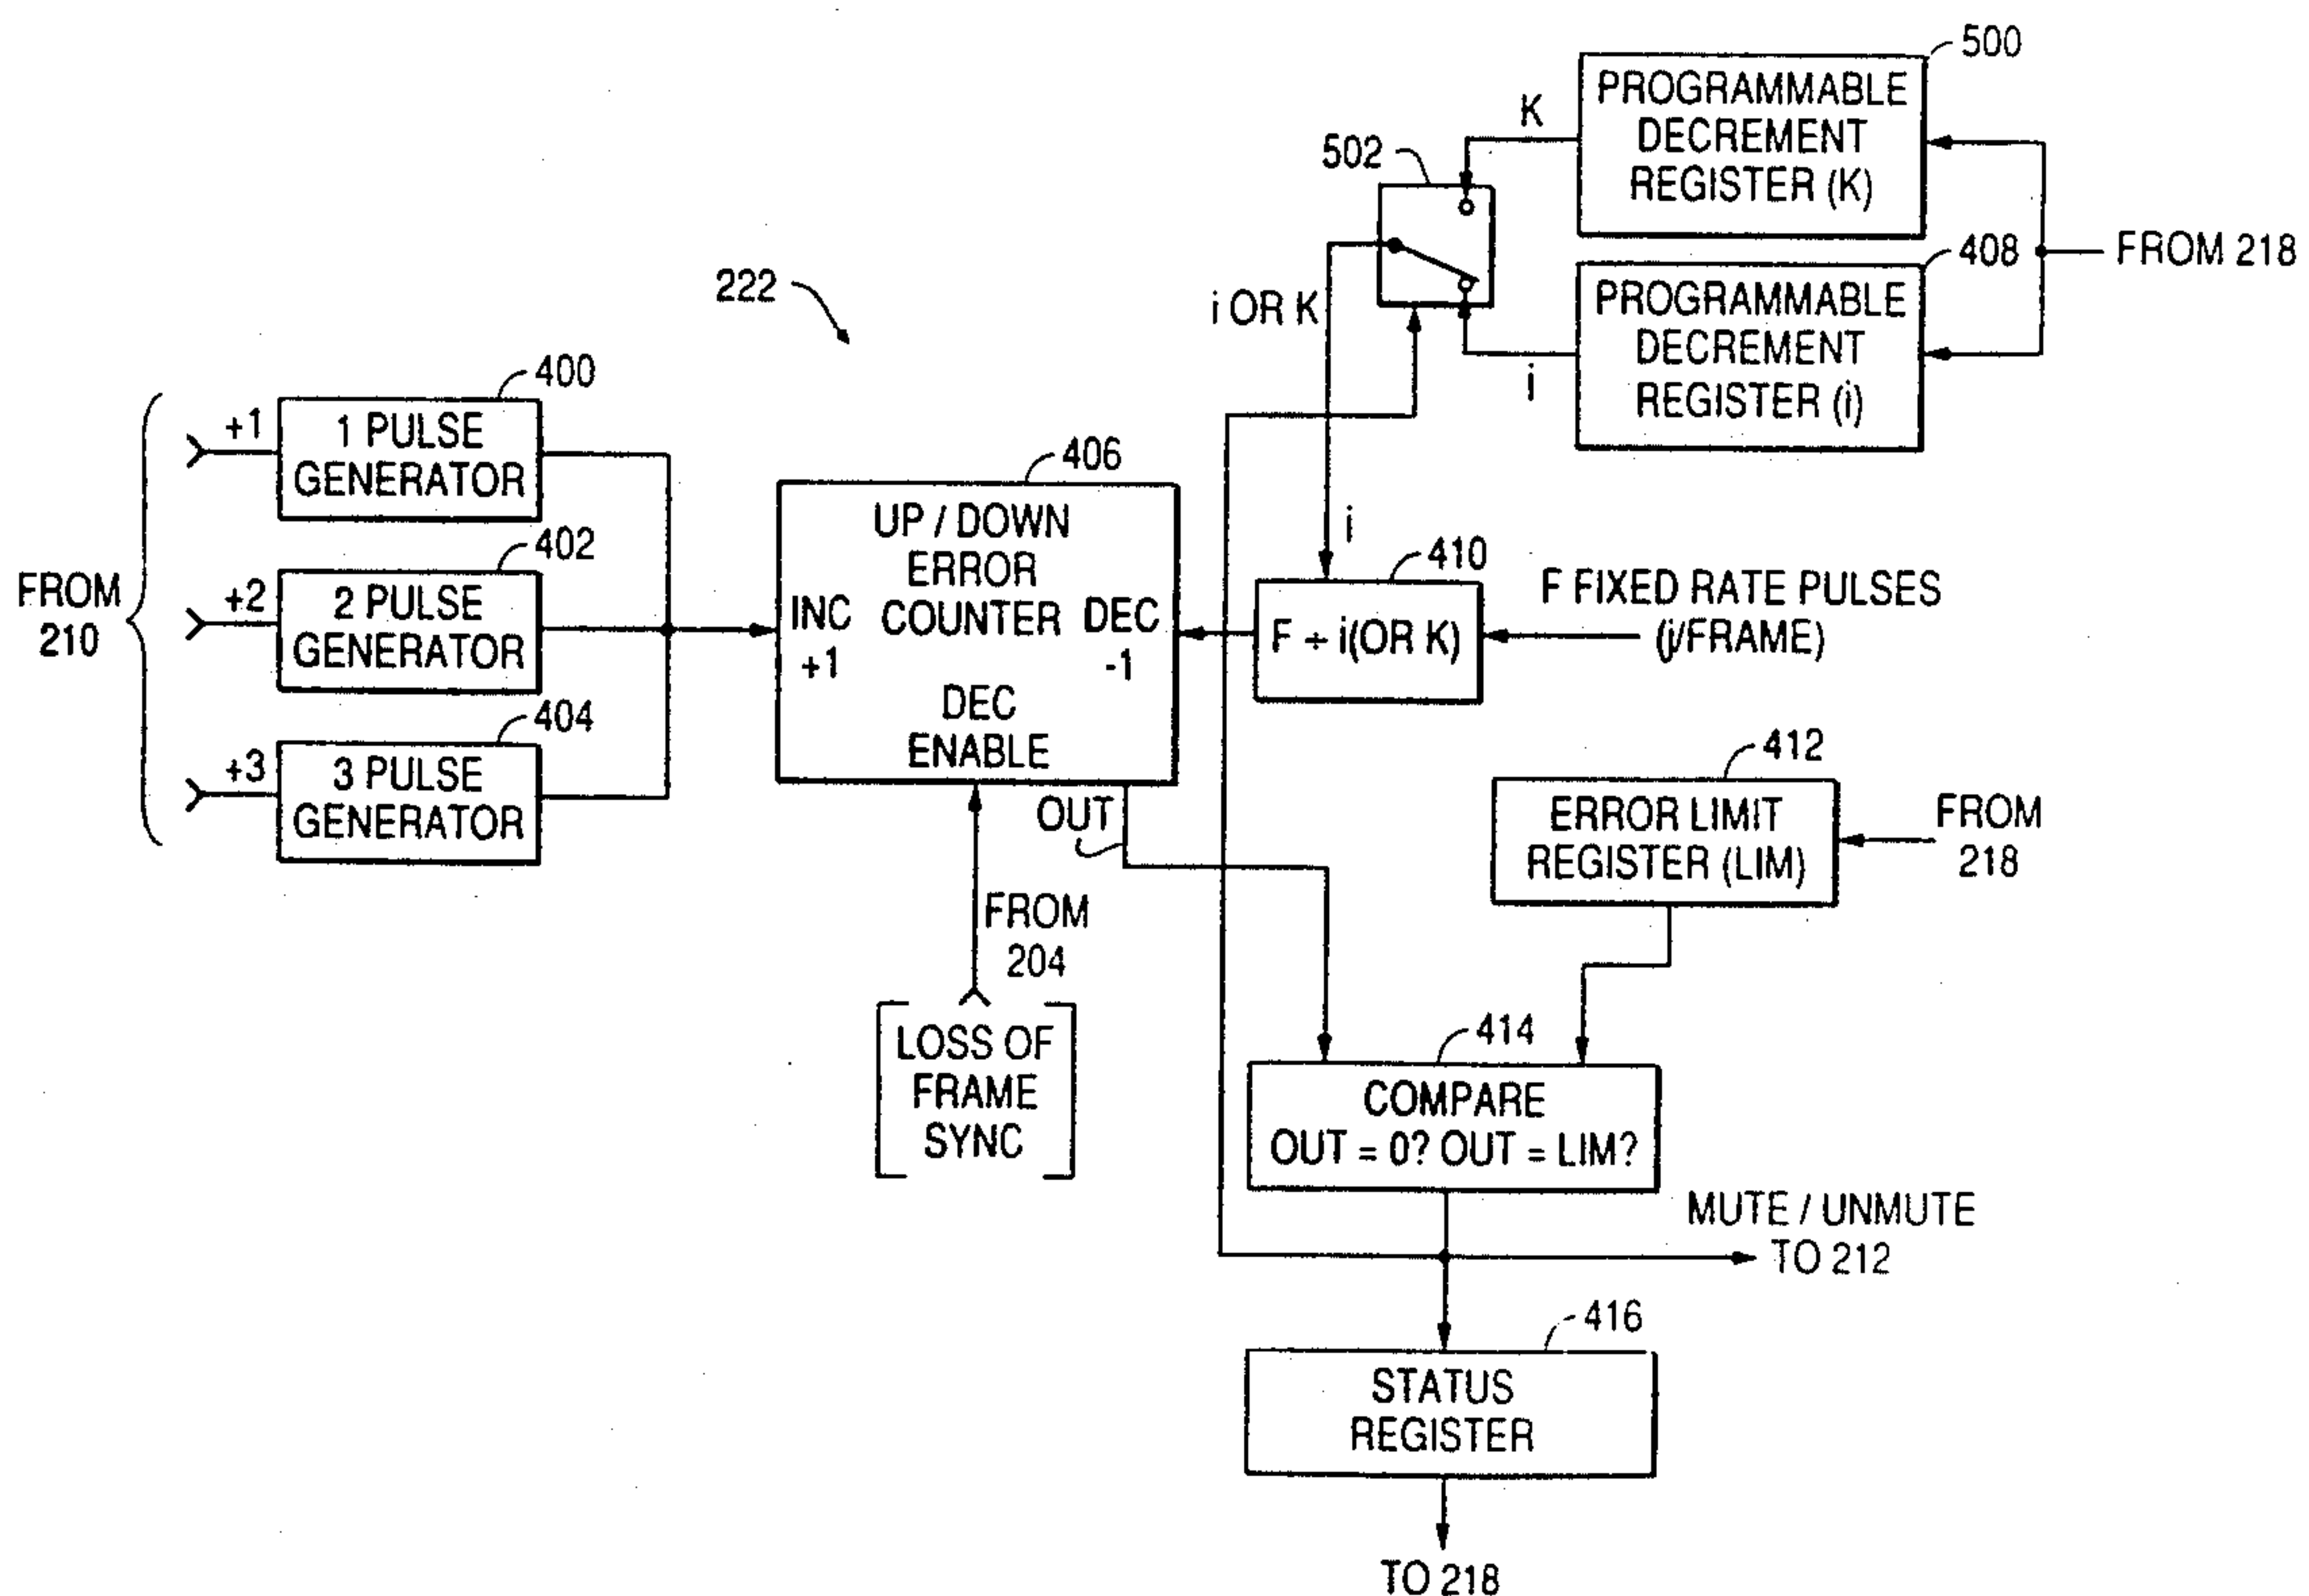 500
PROGRAMMABLE
DECREMENT
REGISTER (K)
K
502
FROM 218
408
PROGRAMMABLE
DECREMENT
REGISTER (i)
i
i OR K
222
FROM
210
+1
400
1 PULSE
GENERATOR
+2
402
2 PULSE
GENERATOR
+3
404
3 PULSE
GENERATOR
406
UP / DOWN
ERROR
COUNTER
INC
+1
DEC
-1
DEC
ENABLE
i
410
F ÷ i(OR K)
F FIXED RATE PULSES
(j/FRAME)
412
ERROR LIMIT
REGISTER (LIM)
FROM
218
OUT
FROM
204
LOSS OF
FRAME
SYNC
414
COMPARE
OUT = 0? OUT = LIM?
MUTE / UNMUTE
TO 212
416
STATUS
REGISTER
TO 218